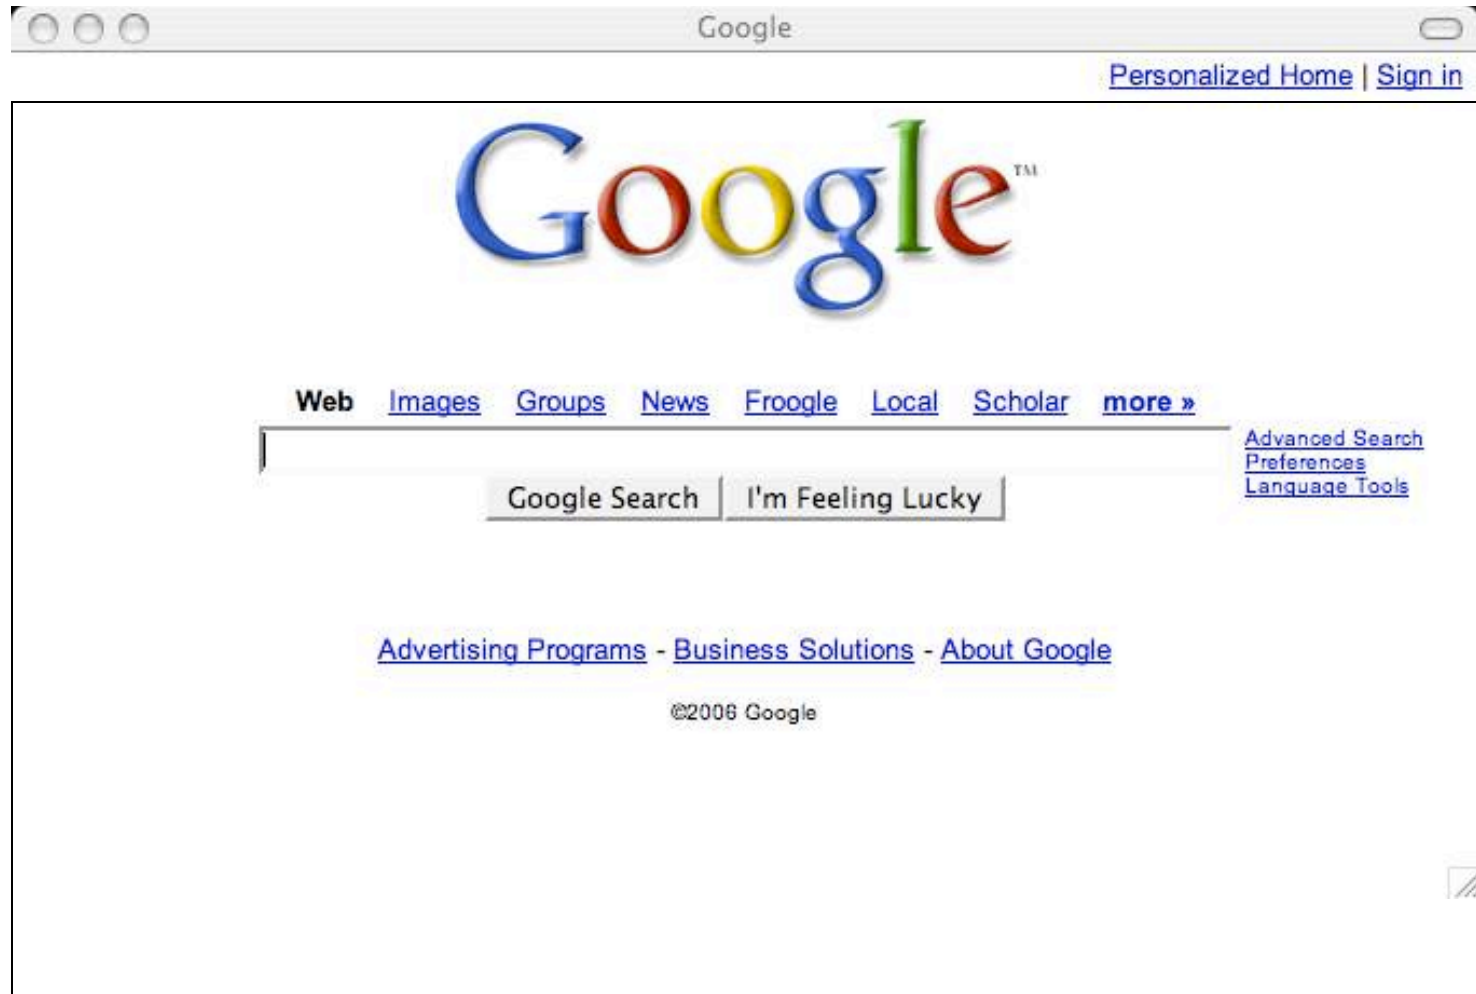 Google
Personalized Home | Sign in
Google™
Web Images Groups News Froogle Local Scholar more »
Advanced Search
Preferences
Language Tools
Google Search I'm Feeling Lucky
Advertising Programs - Business Solutions - About Google
©2006 Google